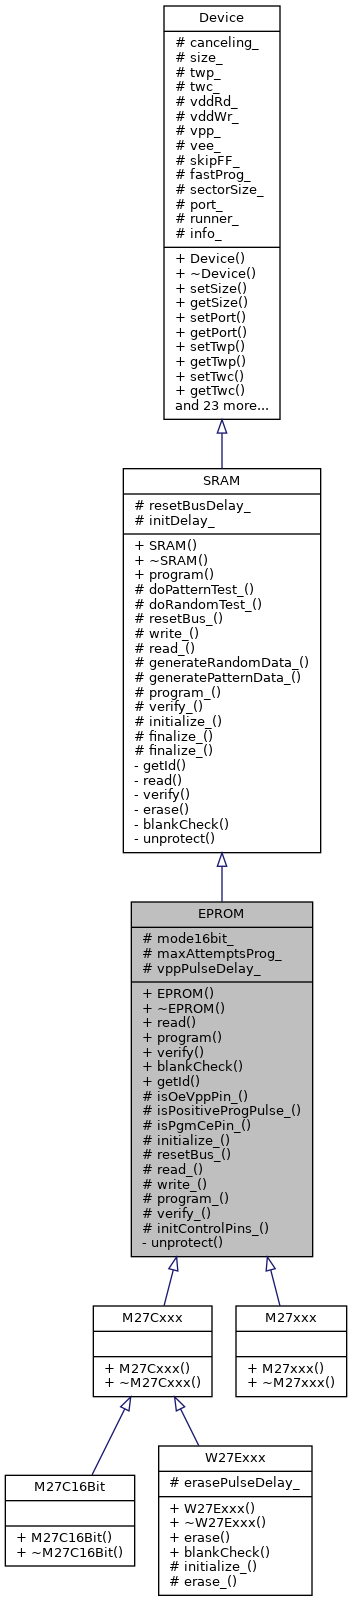 Device
# canceling_
# size_
# twp_
# twc_
# vddRd_
# vddWr_
# vpp_
# vee_
# skipFF_
# fastProg_
# sectorSize_
# port_
# runner_
# info_
+ Device()
+ ~Device()
+ setSize()
+ getSize()
+ setPort()
+ getPort()
+ setTwp()
+ getTwp()
+ setTwc()
+ getTwc()
and 23 more...
SRAM
# resetBusDelay_
# initDelay_
+ SRAM()
+ ~SRAM()
+ program()
# doPatternTest_()
# doRandomTest_()
# resetBus_()
# write_()
# read_()
# generateRandomData_()
# generatePatternData_()
# program_()
# verify_()
# initialize_()
# finalize_()
# finalize_()
- getId()
- read()
- verify()
- erase()
- blankCheck()
- unprotect()
EPROM
# mode16bit_
# maxAttemptsProg_
# vppPulseDelay_
+ EPROM()
+ ~EPROM()
+ read()
+ program()
+ verify()
+ blankCheck()
+ getId()
# isOeVppPin_()
# isPositiveProgPulse_()
# isPgmCePin_()
# initialize_()
# resetBus_()
# read_()
# write_()
# program_()
# verify_()
# initControlPins_()
- unprotect()
M27Cxxx
+ M27Cxxx()
+ ~M27Cxxx()
M27xxx
+ M27xxx()
+ ~M27xxx()
M27C16Bit
+ M27C16Bit()
+ ~M27C16Bit()
W27Exxx
# erasePulseDelay_
+ W27Exxx()
+ ~W27Exxx()
+ erase()
+ blankCheck()
# initialize_()
# erase_()